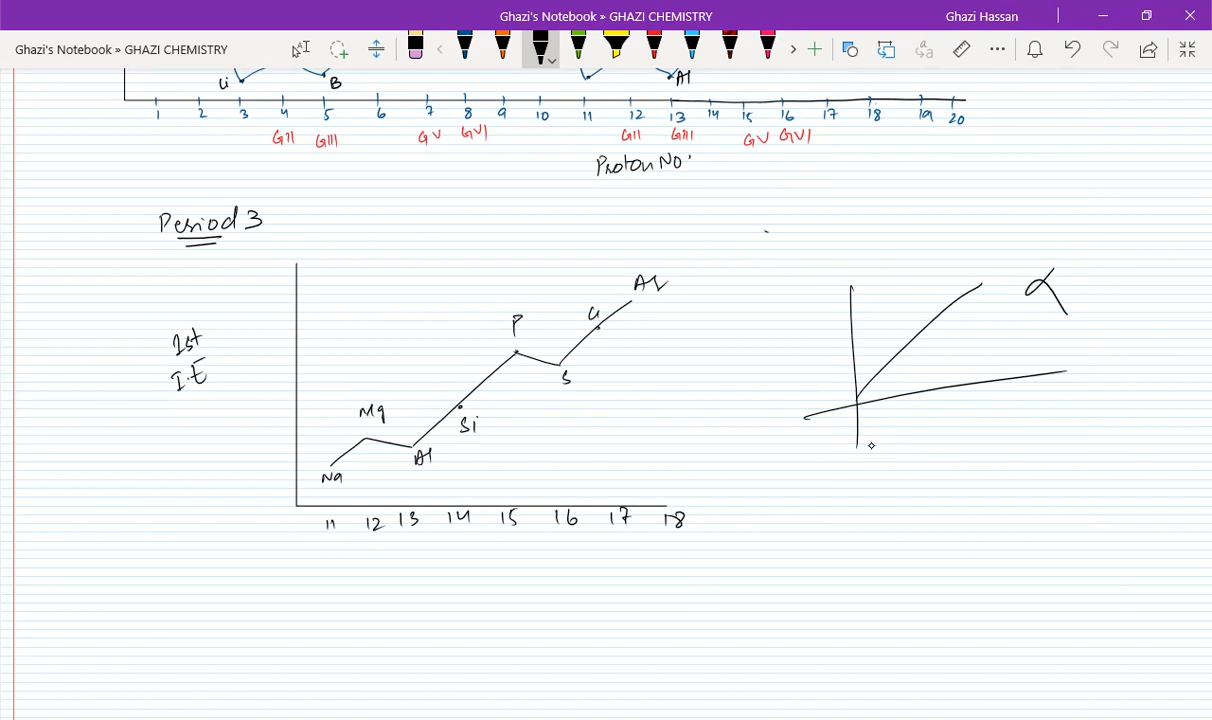 Ghazi's Notebook » GHAZI CHEMISTRY
Ghazi Hassan
Ghazi's Notebook » GHAZI CHEMISTRY
Li B Al
1 2 3 4 5 6 7 8 9 10 11 12 13 14 15 16 17 18 19 20
GII GIII GV GVI GII GIII GV GVI
Proton No.
Period 3
1st
I.E
Na Mg Al Si P S Cl Ar
11 12 13 14 15 16 17 18
α